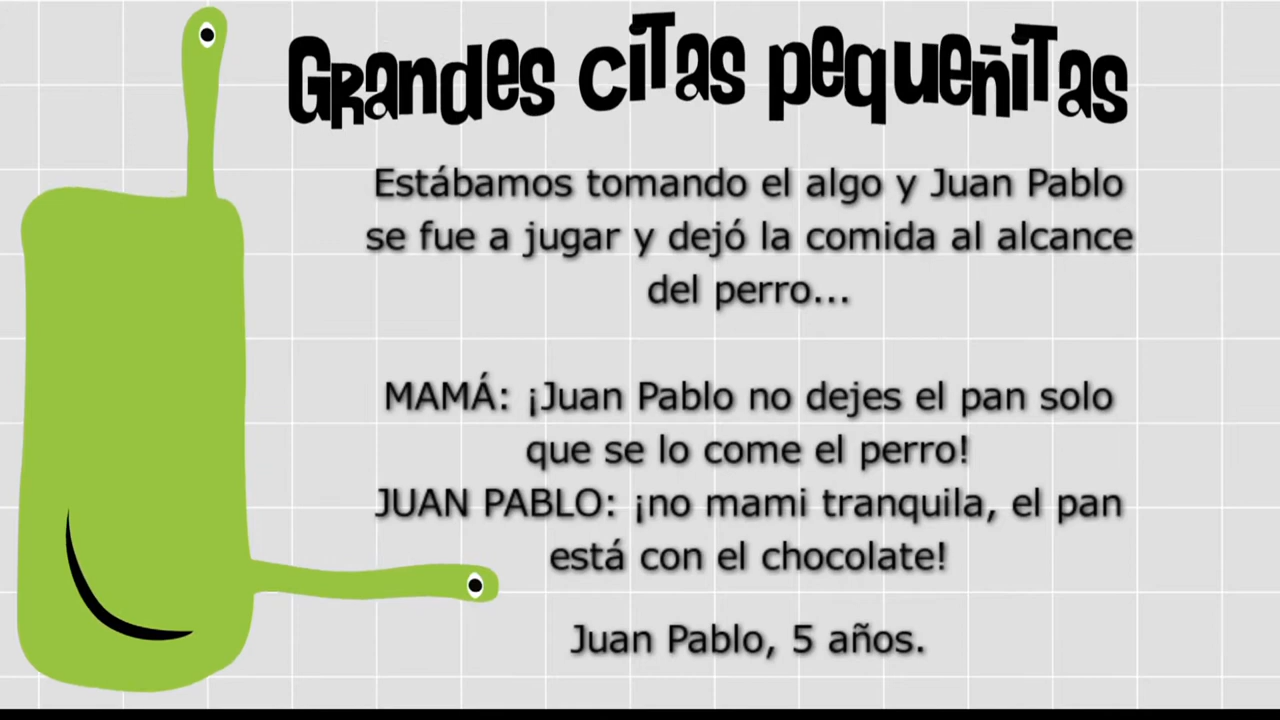 Grandes citas pequeñitas
Estábamos tomando el algo y Juan Pablo
se fue a jugar y dejó la comida al alcance
del perro...
MAMÁ: ¡Juan Pablo no dejes el pan solo
que se lo come el perro!
JUAN PABLO: ¡no mami tranquila, el pan
está con el chocolate!
Juan Pablo, 5 años.